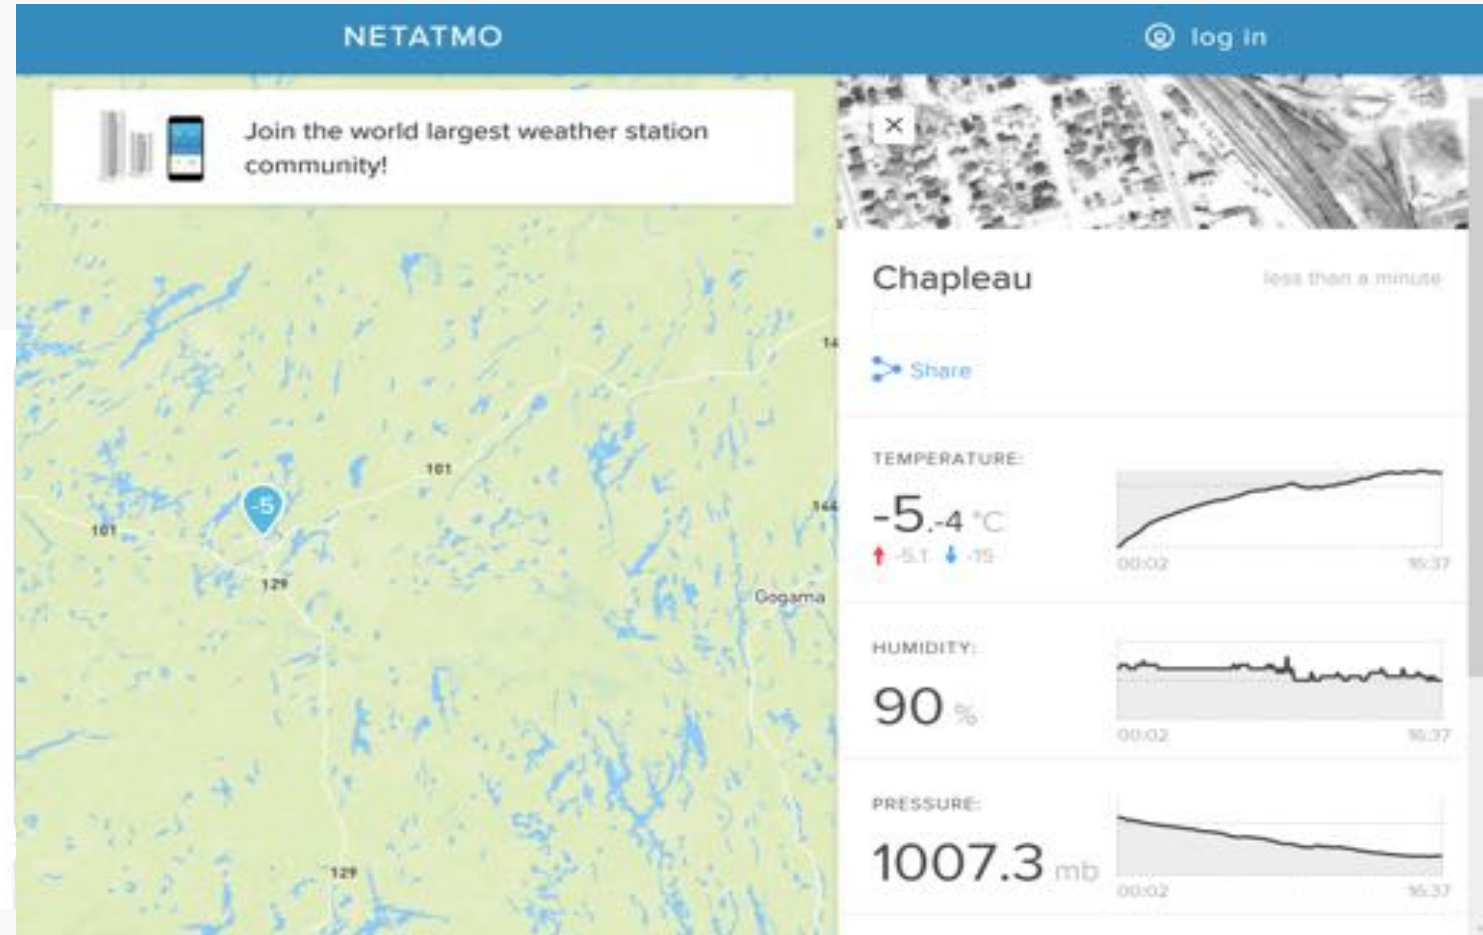 NETATMO
log in
Join the world largest weather station
community!
Chapleau
less than a minute
Share
TEMPERATURE:
-5.-4 °C
-5.1 -15
00:02 16:37
HUMIDITY:
90 %
00:02 16:37
PRESSURE:
1007.3 mb
00:02 16:37
144
101
-5
101
144
129
Gogama
129